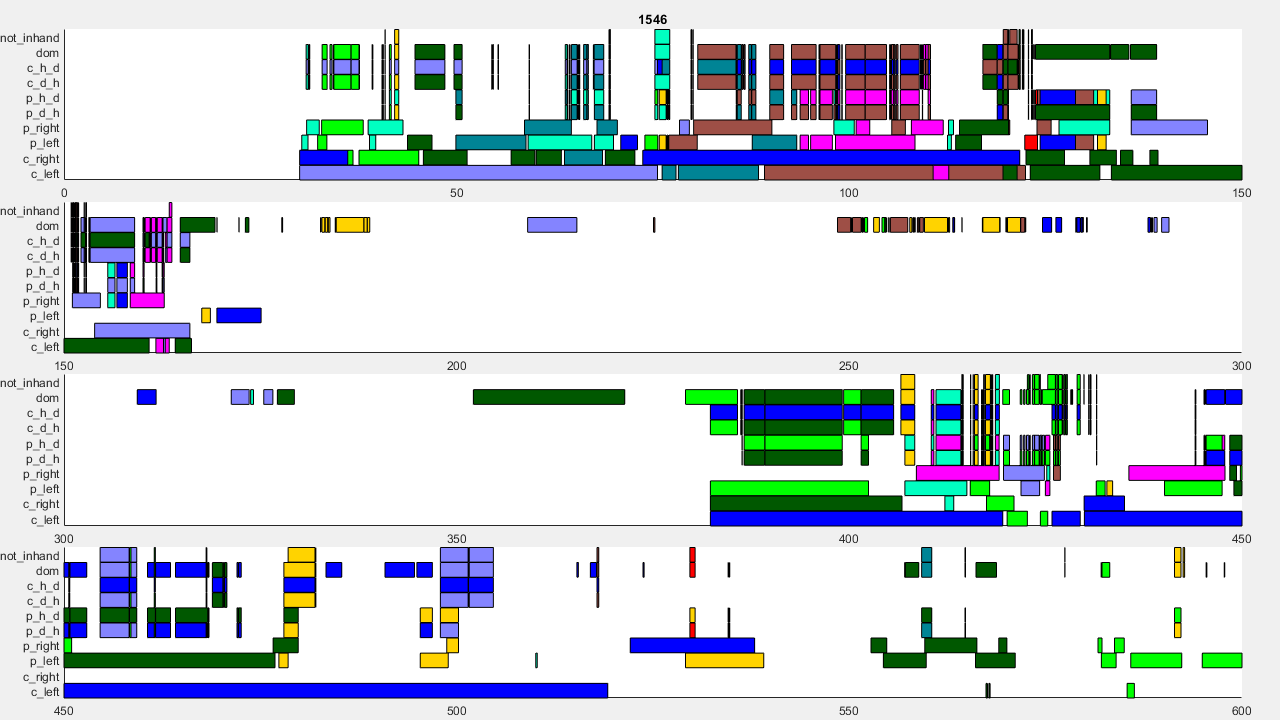 1546
not_inhand
dom
c_h_d
c_d_h
p_h_d
p_d_h
p_right
p_left
c_right
c_left
0 50 100 150
not_inhand
dom
c_h_d
c_d_h
p_h_d
p_d_h
p_right
p_left
c_right
c_left
150 200 250 300
not_inhand
dom
c_h_d
c_d_h
p_h_d
p_d_h
p_right
p_left
c_right
c_left
300 350 400 450
not_inhand
dom
c_h_d
c_d_h
p_h_d
p_d_h
p_right
p_left
c_right
c_left
450 500 550 600